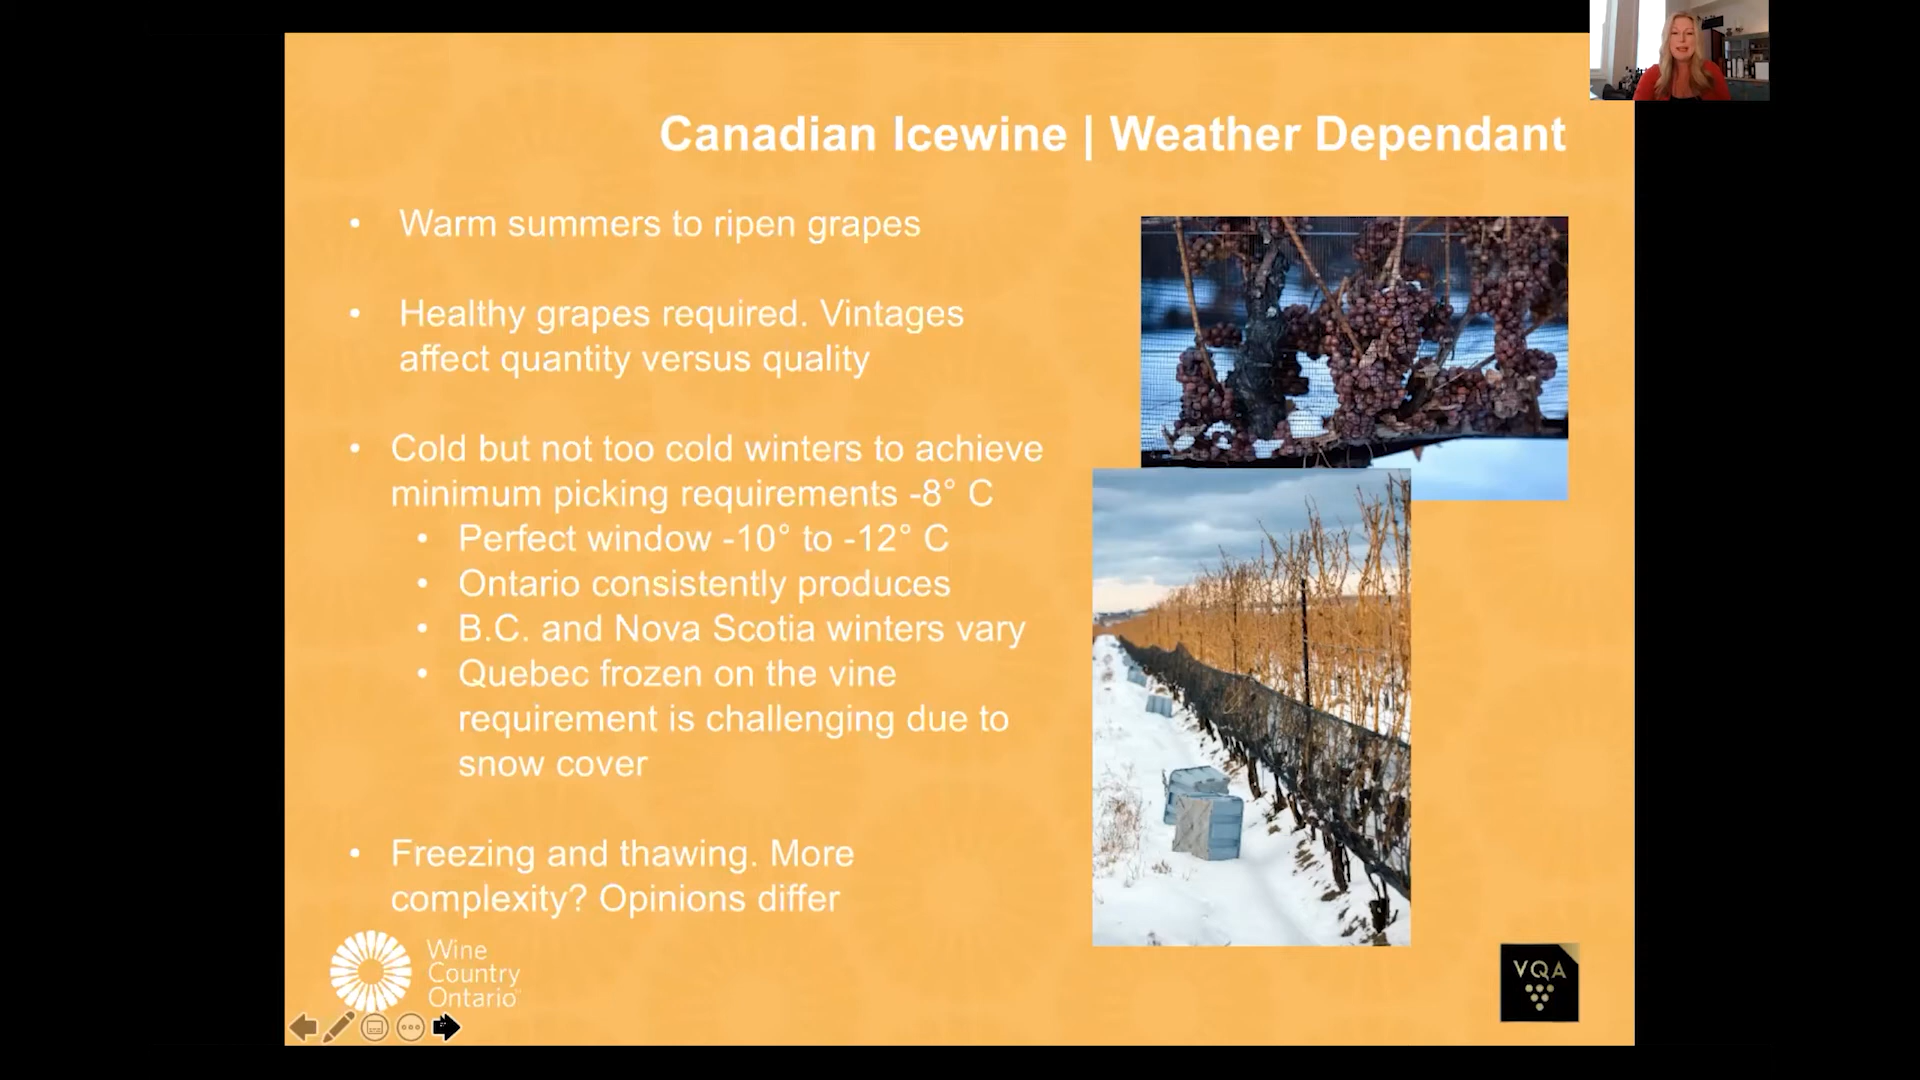 Canadian Icewine | Weather Dependant
• Warm summers to ripen grapes
• Healthy grapes required. Vintages
affect quantity versus quality
• Cold but not too cold winters to achieve
minimum picking requirements -8° C
• Perfect window -10° to -12° C
• Ontario consistently produces
• B.C. and Nova Scotia winters vary
• Quebec frozen on the vine
requirement is challenging due to
snow cover
• Freezing and thawing. More
complexity? Opinions differ
Wine
Country
Ontario
VQA